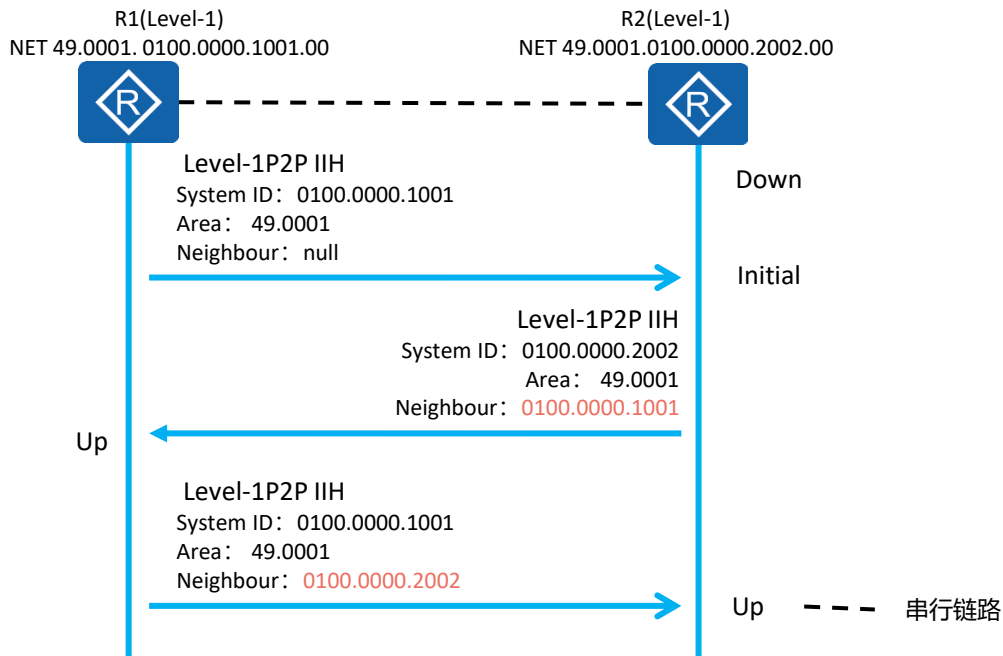 R1(Level-1)
NET 49.0001. 0100.0000.1001.00
R2(Level-1)
NET 49.0001.0100.0000.2002.00
R
R
Level-1P2P IIH
System ID：0100.0000.1001
Area： 49.0001
Neighbour：null
Down
Initial
Level-1P2P IIH
System ID：0100.0000.2002
Area： 49.0001
Neighbour：0100.0000.1001
Up
Level-1P2P IIH
System ID：0100.0000.1001
Area： 49.0001
Neighbour：0100.0000.2002
Up
串行链路